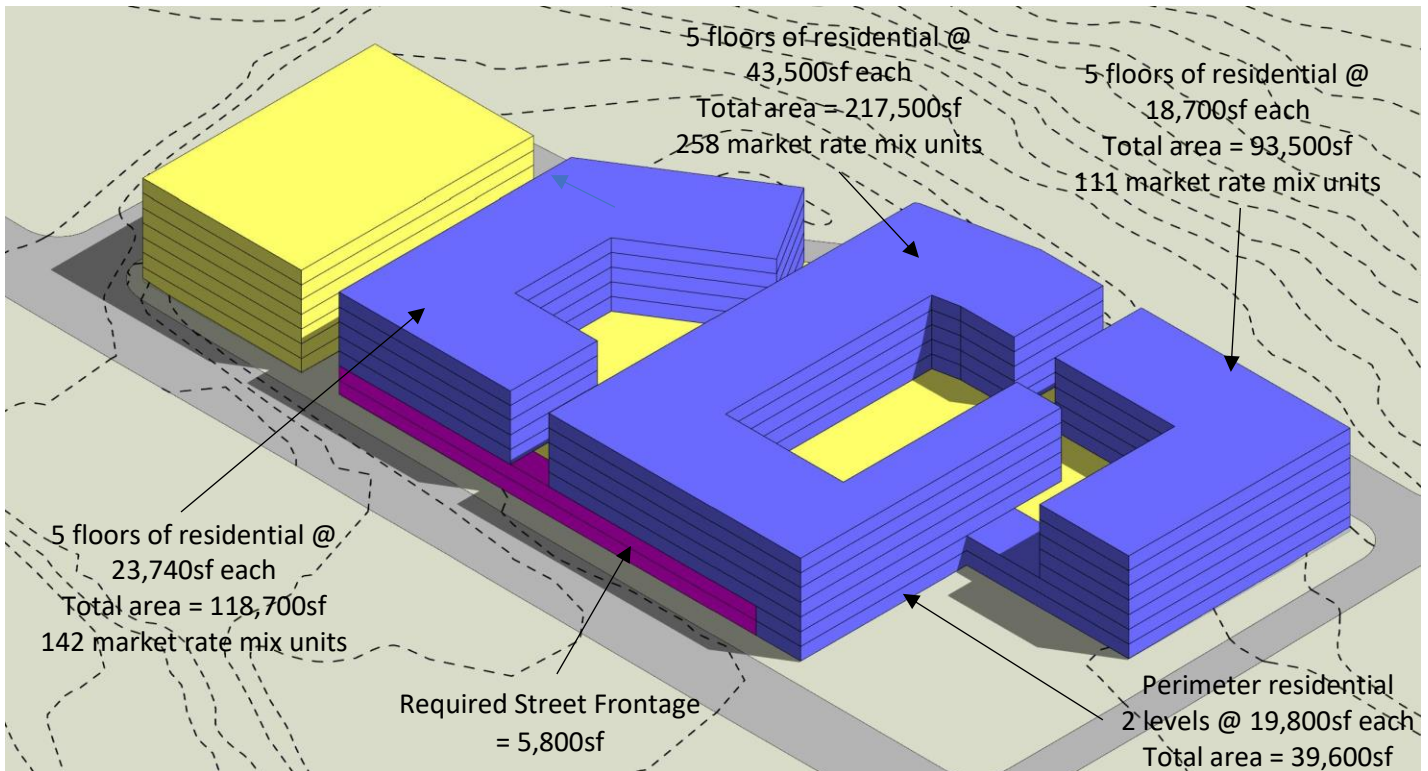 5 floors of residential @
43,500sf each
Total area = 217,500sf
258 market rate mix units
5 floors of residential @
18,700sf each
Total area = 93,500sf
111 market rate mix units
5 floors of residential @
23,740sf each
Total area = 118,700sf
142 market rate mix units
Required Street Frontage
= 5,800sf
Perimeter residential
2 levels @ 19,800sf each
Total area = 39,600sf